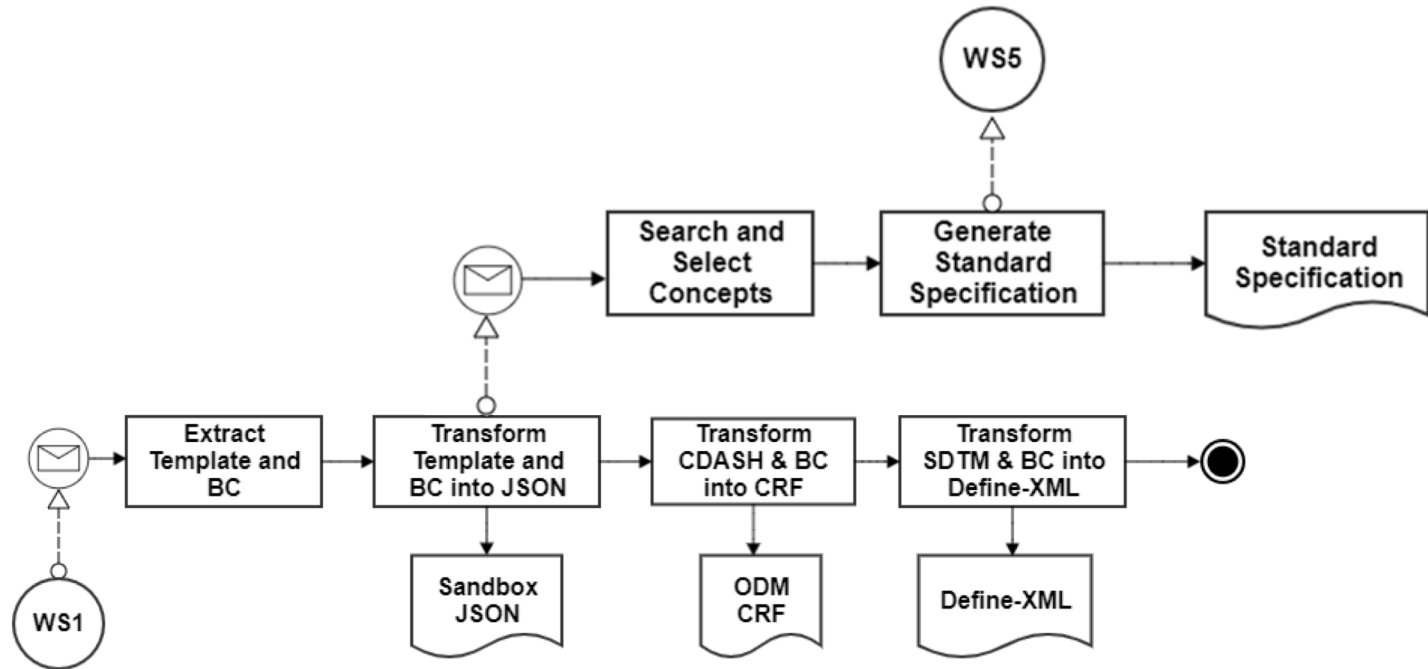 WS5
Search and
Select
Concepts
Generate
Standard
Specification
Standard
Specification
Extract
Template and
BC
Transform
Template and
BC into JSON
Transform
CDASH & BC
into CRF
Transform
SDTM & BC into
Define-XML
Sandbox
JSON
ODM
CRF
Define-XML
WS1